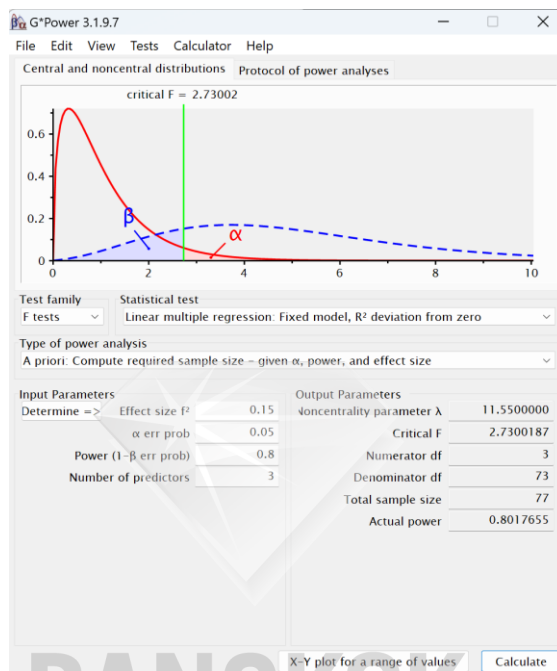 G*Power 3.1.9.7
File Edit View Tests Calculator Help
Central and noncentral distributions Protocol of power analyses
critical F = 2.73002
0.6
0.4
0.2
0
β
α
0 2 4 6 8 10
Test family Statistical test
F tests Linear multiple regression: Fixed model, R² deviation from zero
Type of power analysis
A priori: Compute required sample size – given α, power, and effect size
Input Parameters Output Parameters
Determine => Effect size f² 0.15 Noncentrality parameter λ 11.5500000
α err prob 0.05 Critical F 2.7300187
Power (1-β err prob) 0.8 Numerator df 3
Number of predictors 3 Denominator df 73
Total sample size 77
Actual power 0.8017655
X-Y plot for a range of values Calculate